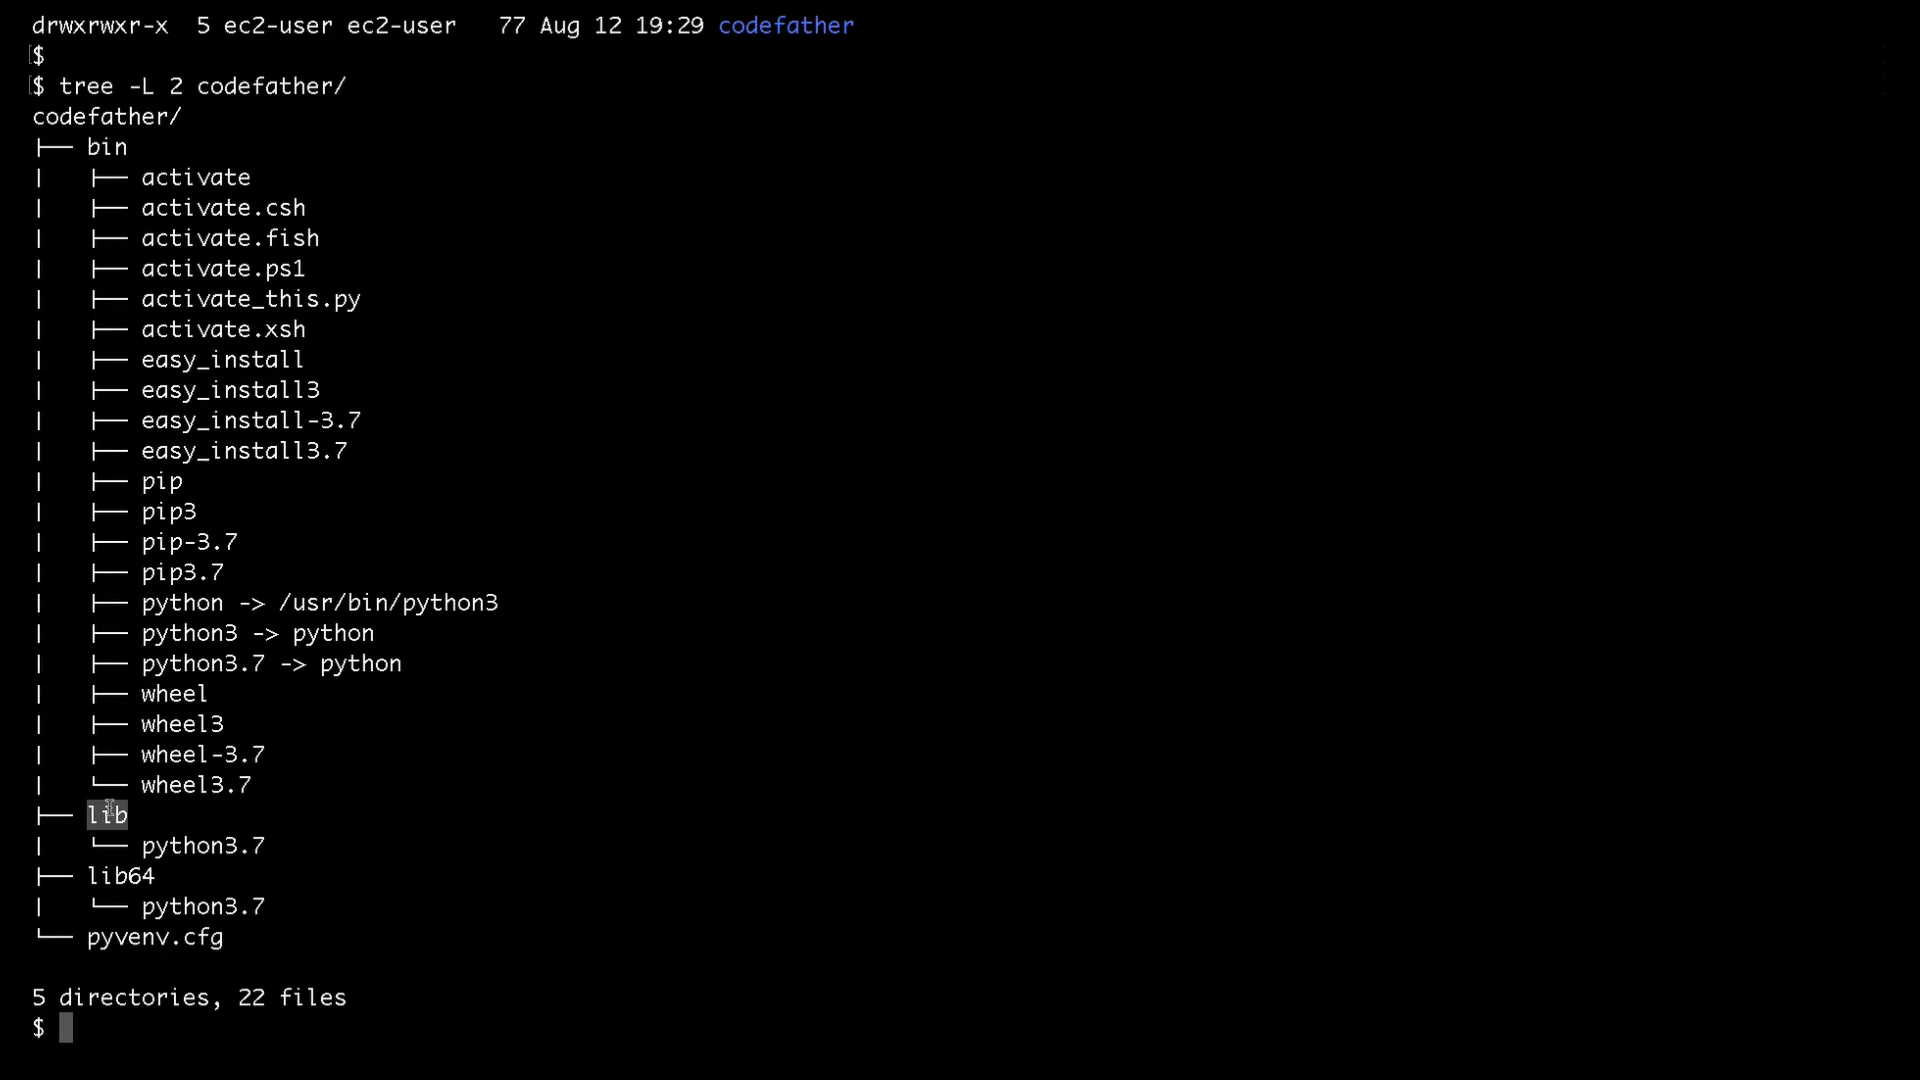 drwxrwxr-x  5 ec2-user ec2-user   77 Aug 12 19:29 codefather
[$
[$ tree -L 2 codefather/
codefather/
├── bin
|   ├── activate
|   ├── activate.csh
|   ├── activate.fish
|   ├── activate.ps1
|   ├── activate_this.py
|   ├── activate.xsh
|   ├── easy_install
|   ├── easy_install3
|   ├── easy_install-3.7
|   ├── easy_install3.7
|   ├── pip
|   ├── pip3
|   ├── pip-3.7
|   ├── pip3.7
|   ├── python -> /usr/bin/python3
|   ├── python3 -> python
|   ├── python3.7 -> python
|   ├── wheel
|   ├── wheel3
|   ├── wheel-3.7
|   └── wheel3.7
├── lib
|   └── python3.7
├── lib64
|   └── python3.7
└── pyvenv.cfg

5 directories, 22 files
$